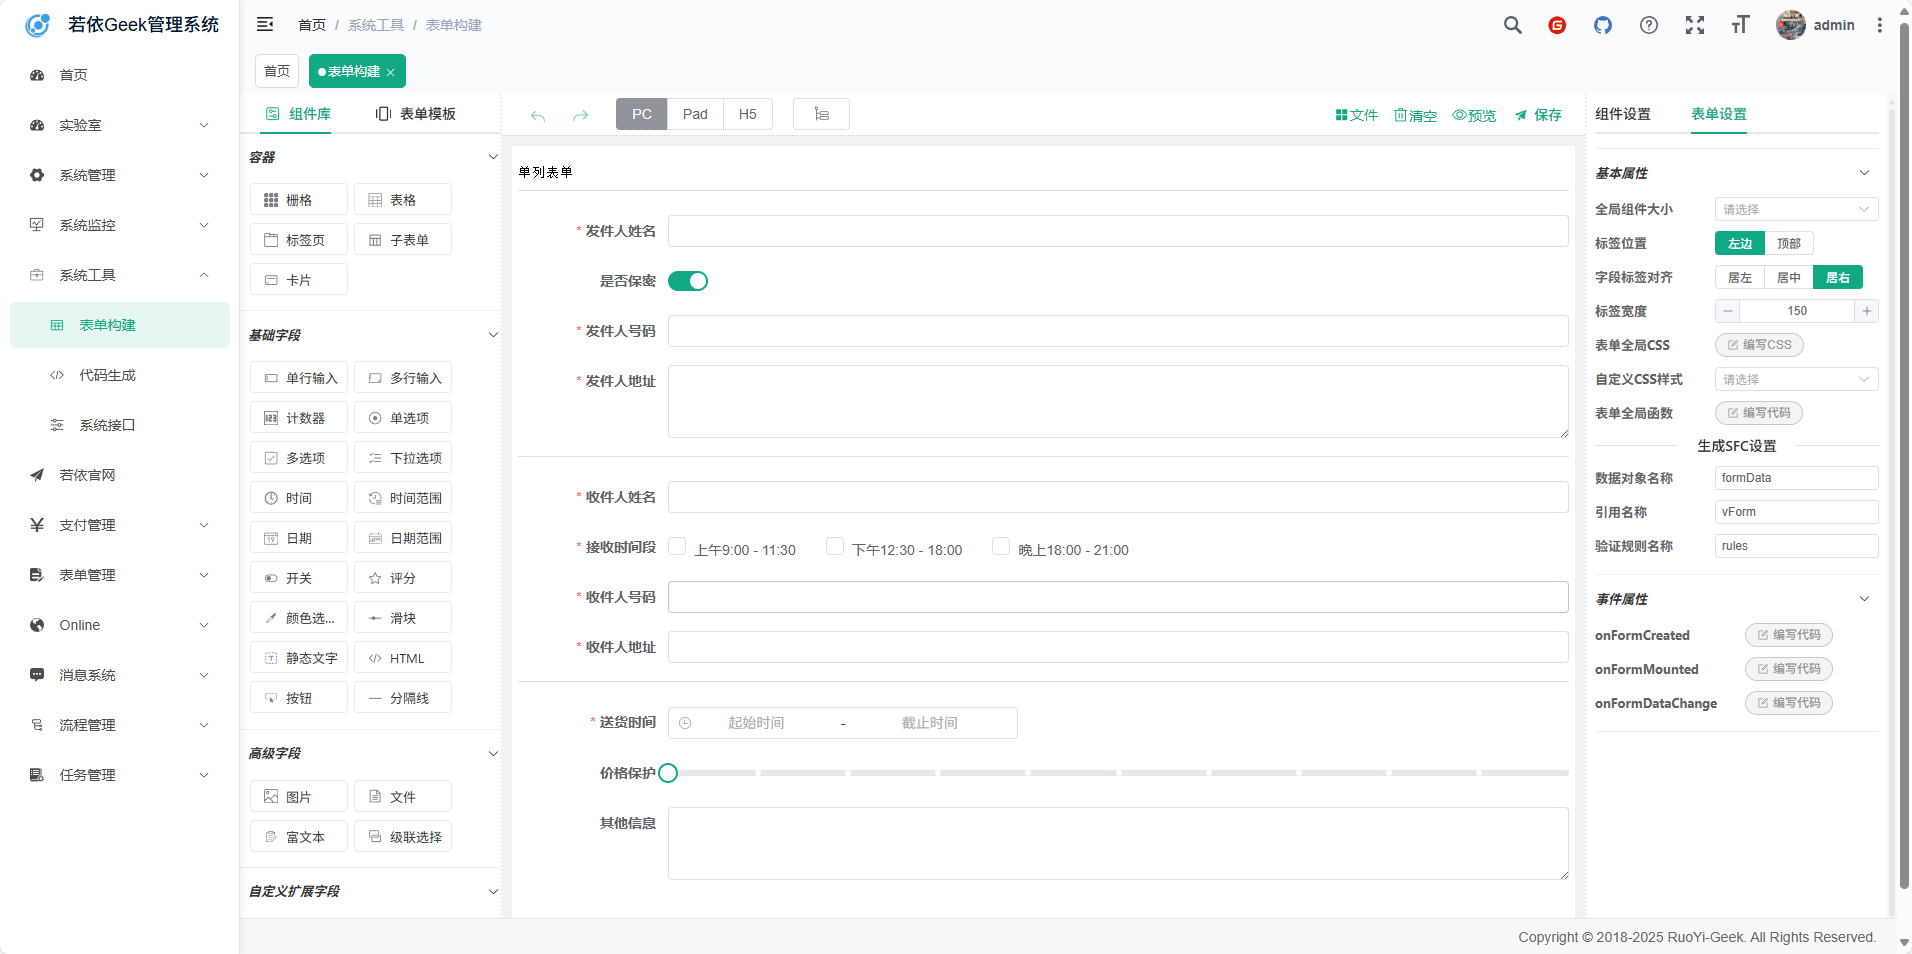 若依Geek管理系统
首页
实验室
系统管理
系统监控
系统工具
表单构建
代码生成
系统接口
若依官网
支付管理
表单管理
Online
消息系统
流程管理
任务管理
首页 / 系统工具 / 表单构建
admin
首页
表单构建
组件库 表单模板
容器
栅格 表格
标签页 子表单
卡片
基础字段
单行输入 多行输入
计数器 单选项
多选项 下拉选项
时间 时间范围
日期 日期范围
开关 评分
颜色选... 滑块
静态文字 HTML
按钮 分隔线
高级字段
图片 文件
富文本 级联选择
自定义扩展字段
PC Pad H5
文件 清空 预览 保存
单列表单
* 发件人姓名
是否保密
* 发件人号码
* 发件人地址
* 收件人姓名
* 接收时间段 上午9:00 - 11:30 下午12:30 - 18:00 晚上18:00 - 21:00
* 收件人号码
* 收件人地址
* 送货时间 起始时间 - 截止时间
价格保护
其他信息
组件设置 表单设置
基本属性
全局组件大小 请选择
标签位置 左边 顶部
字段标签对齐 居左 居中 居右
标签宽度 150
表单全局CSS 编写CSS
自定义CSS样式 请选择
表单全局函数 编写代码
生成SFC设置
数据对象名称 formData
引用名称 vForm
验证规则名称 rules
事件属性
onFormCreated 编写代码
onFormMounted 编写代码
onFormDataChange 编写代码
Copyright © 2018-2025 RuoYi-Geek. All Rights Reserved.